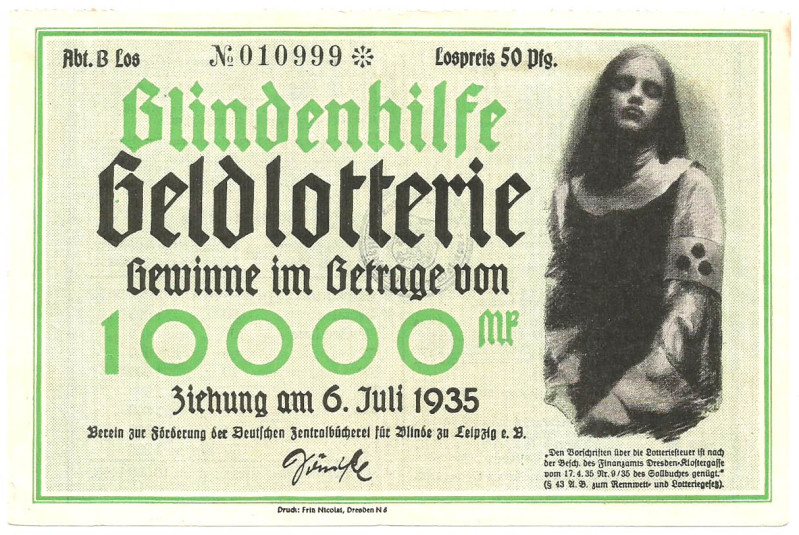 Abt. B Los
№ 010999 ❊
Lospreis 50 Pfg.
Blindenhilfe
Geldlotterie
Gewinne im Betrage von
10000 Mk
Ziehung am 6. Juli 1935
Verein zur Förderung der Deutschen Zentralbücherei für Blinde zu Leipzig e. V.
„Den Vorschriften über die Lotteriesteuer ist nach
der Besch. des Finanzamts Dresden-Klostergasse
vom 17. 4. 35 Nr. 9/35 des Sollbuches genügt.“
(§ 43 A. B. zum Rennwett- und Lotteriegesetz).
Druck: Fritz Nicolai, Dresden N 6